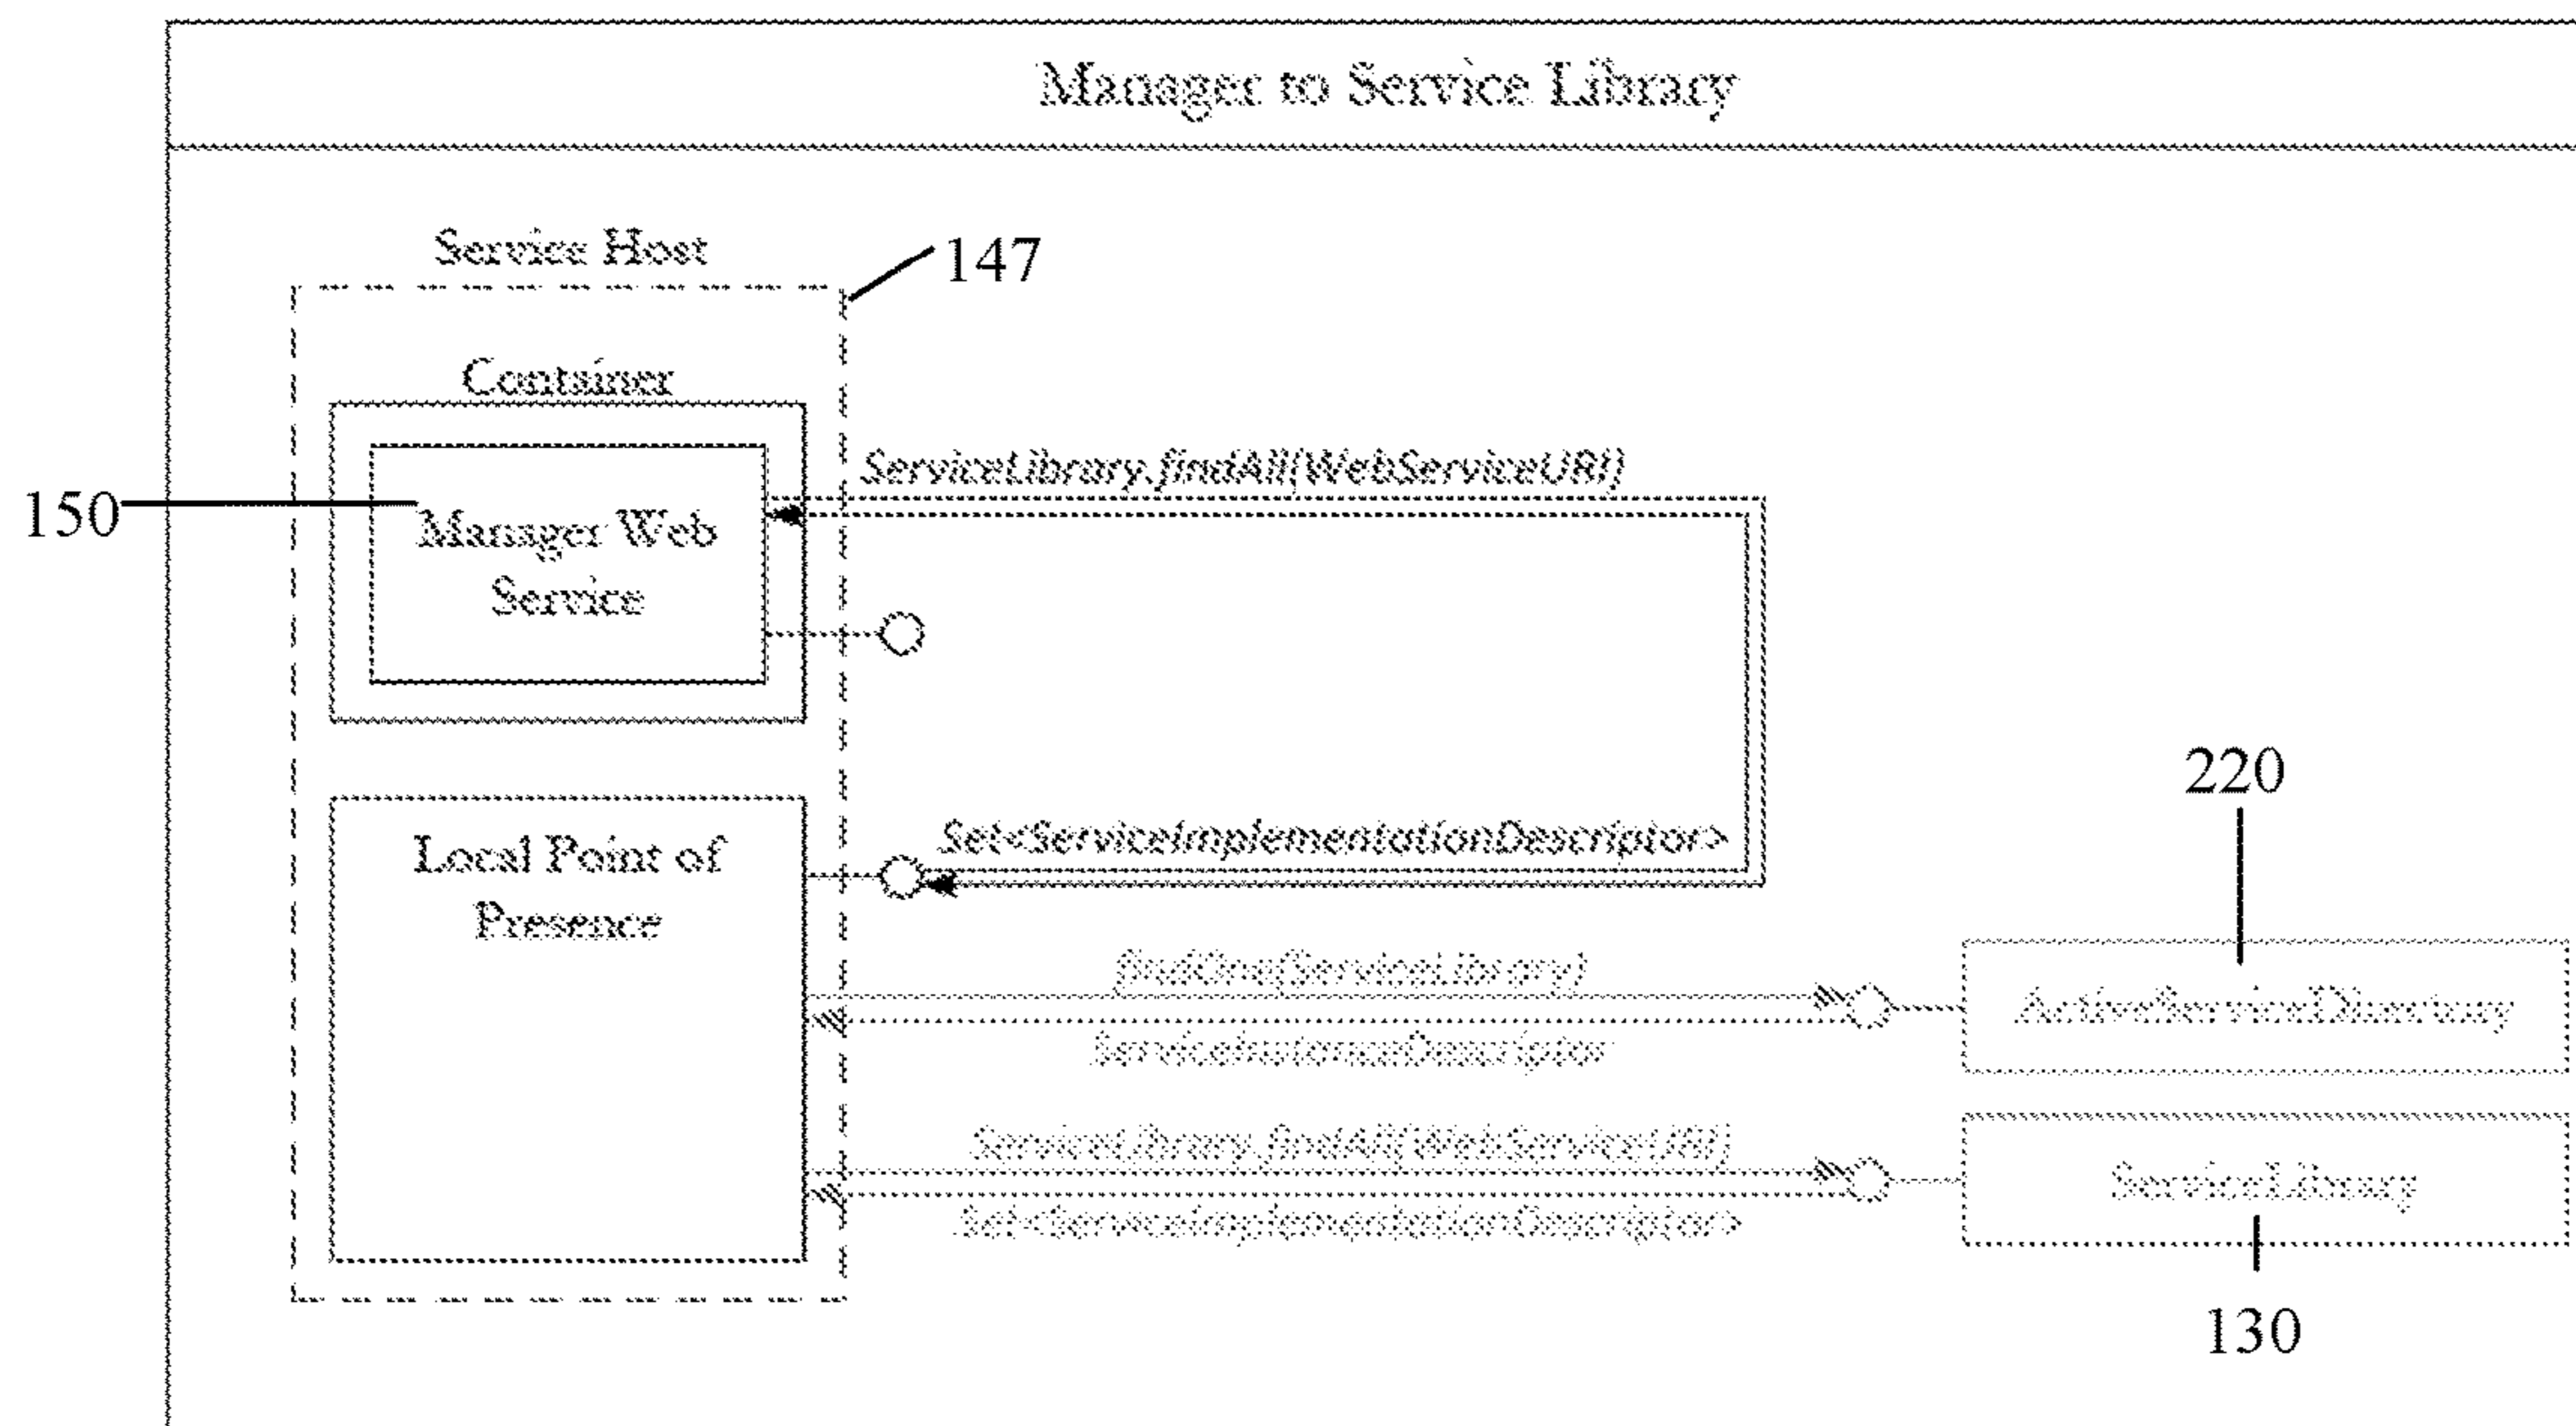 Manager to Service Library
Service Host
147
Container
ServiceLibrary.findAll(WebServiceURI)
150
Manager Web
Service
220
Set<ServiceImplementationDescriptor>
Local Point of
Presence
findOne(ServiceLibrary)
ActiveServiceDirectory
ServiceInstanceDescriptor
ServiceLibrary.findAll(WebServiceURI)
ServiceLibrary
Set<ServiceImplementationDescriptor>
130